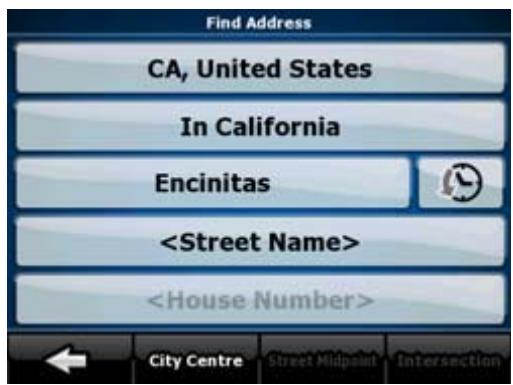 Find Address
CA, United States
In California
Encinitas
<Street Name>
<House Number>
City Centre Street Midpoint Intersection